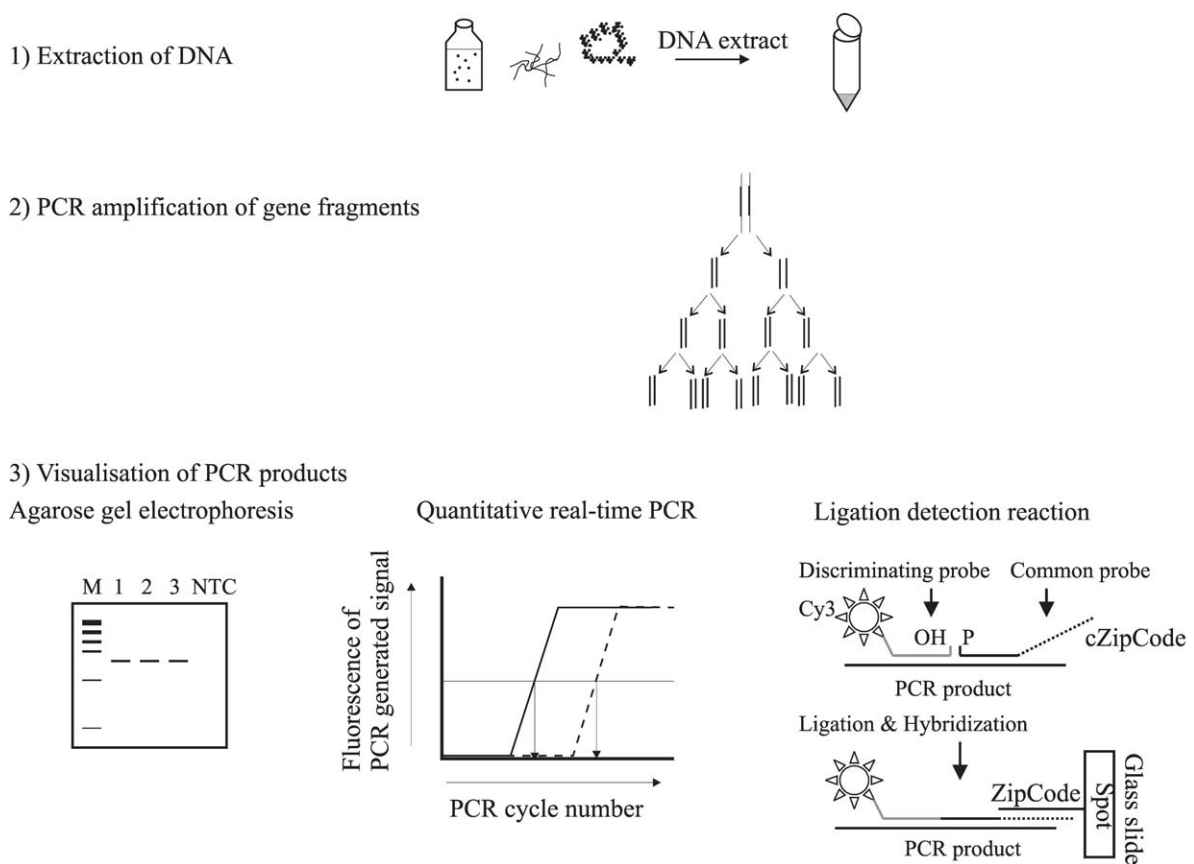 1) Extraction of DNA
DNA extract
2) PCR amplification of gene fragments
3) Visualisation of PCR products
Agarose gel electrophoresis
M 1 2 3 NTC
Quantitative real-time PCR
Fluorescence of
PCR generated signal
PCR cycle number
Ligation detection reaction
Discriminating probe
Common probe
Cy3
OH
P
cZipCode
PCR product
Ligation & Hybridization
ZipCode
Spot
Glass slide
PCR product